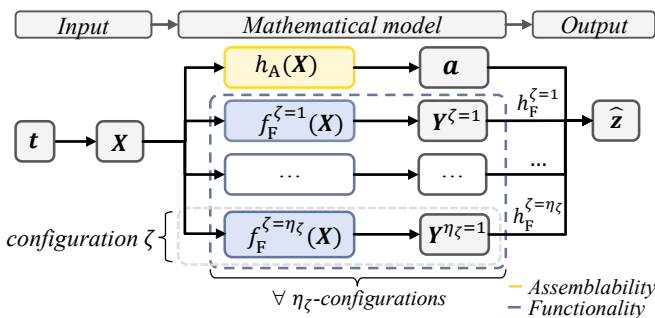 Input Mathematical model Output
h_A(X) a
f_F^{ζ=1}(X) Y^{ζ=1} h_F^{ζ=1}
t X ẑ
... ... ...
configuration ζ f_F^{ζ=η_ζ}(X) Y^{η_ζ=1} h_F^{ζ=η_ζ}
∀ η_ζ-configurations
Assemblability
Functionality